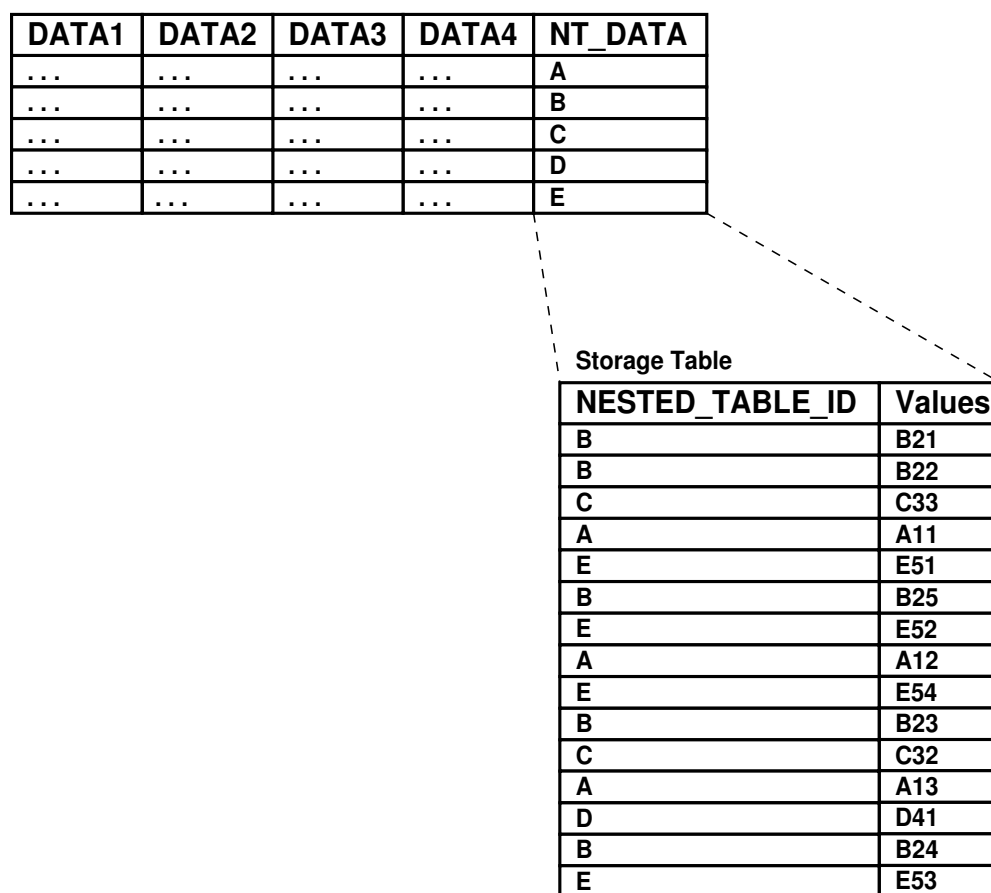 DATA1 DATA2 DATA3 DATA4 NT_DATA
... ... ... ... A
... ... ... ... B
... ... ... ... C
... ... ... ... D
... ... ... ... E
Storage Table
NESTED_TABLE_ID Values
B B21
B B22
C C33
A A11
E E51
B B25
E E52
A A12
E E54
B B23
C C32
A A13
D D41
B B24
E E53